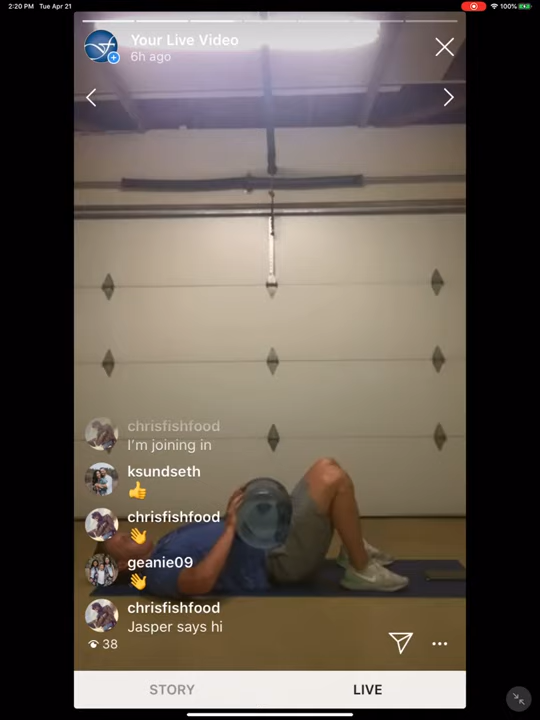 2:20 PM Tue Apr 21
100%
Your Live Video
6h ago
chrisfishfood
I'm joining in
ksundseth
👍
chrisfishfood
👋
geanie09
👋
chrisfishfood
Jasper says hi
38
STORY
LIVE